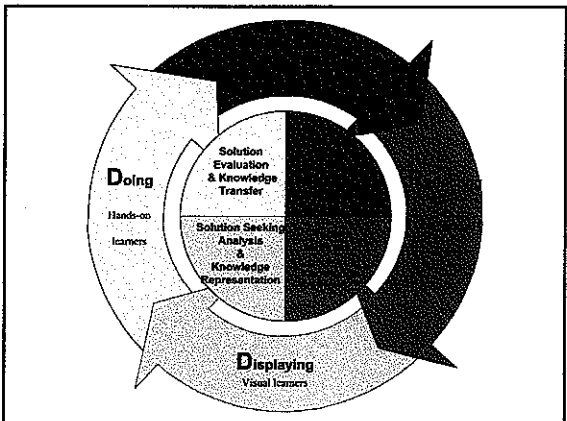 Solution
Evaluation
& Knowledge
Transfer
Doing
Hands-on
learners
Solution Seeking
Analysis
&
Knowledge
Representation
Displaying
Visual learners